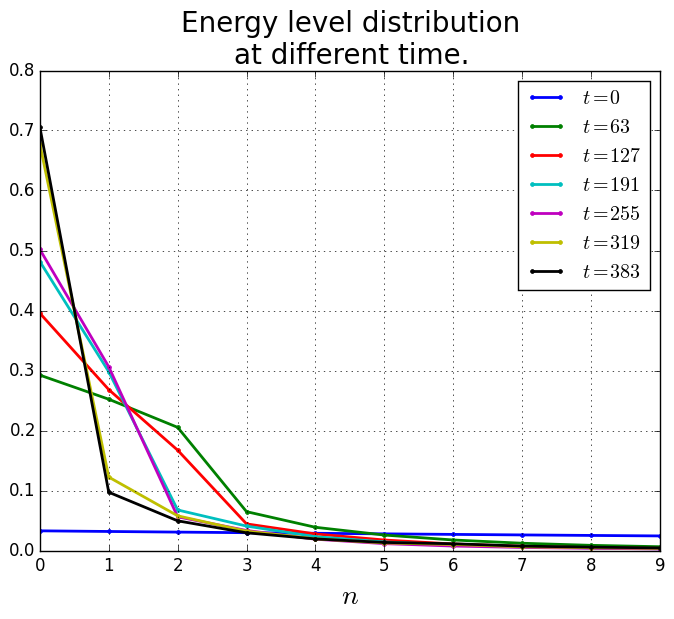 Energy level distribution
at different time.
0.8
0.7
0.6
0.5
0.4
0.3
0.2
0.1
0.0
t=0
t=63
t=127
t=191
t=255
t=319
t=383
0 1 2 3 4 5 6 7 8 9
n